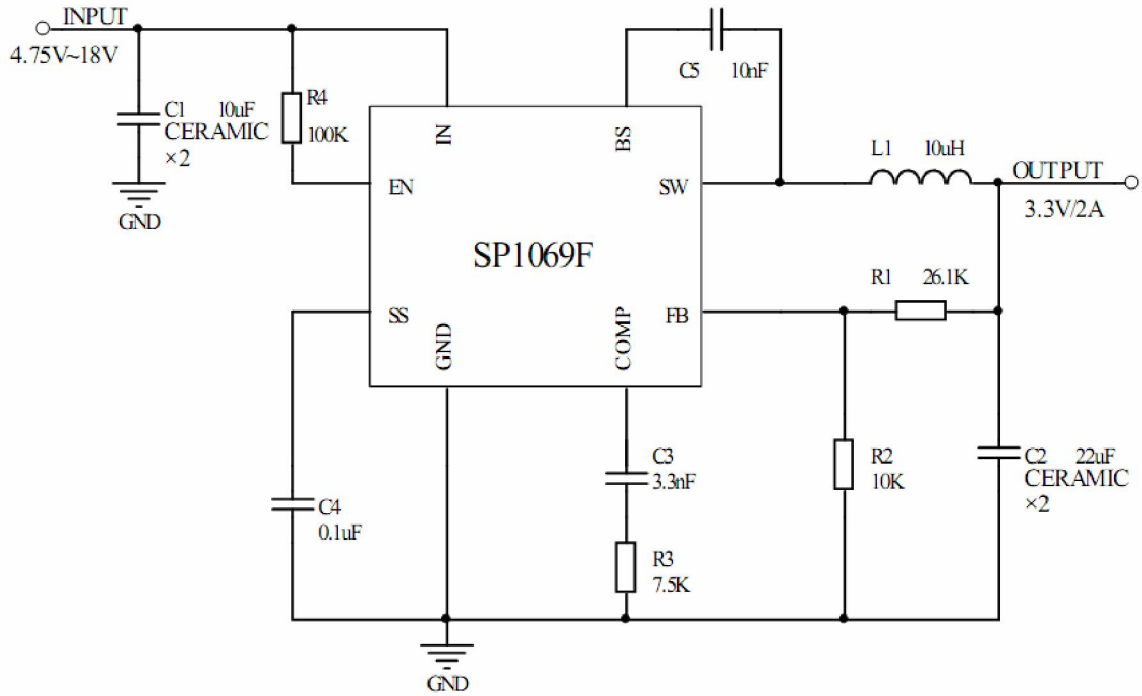 INPUT
4.75V~18V
C1 10uF
CERAMIC
×2
GND
R4
100K
IN
BS
EN
SW
SP1069F
SS
GND
COMP
FB
C5 10nF
L1 10uH
OUTPUT
3.3V/2A
R1 26.1K
C4
0.1uF
C3
3.3nF
R3
7.5K
R2
10K
C2 22uF
CERAMIC
×2
GND